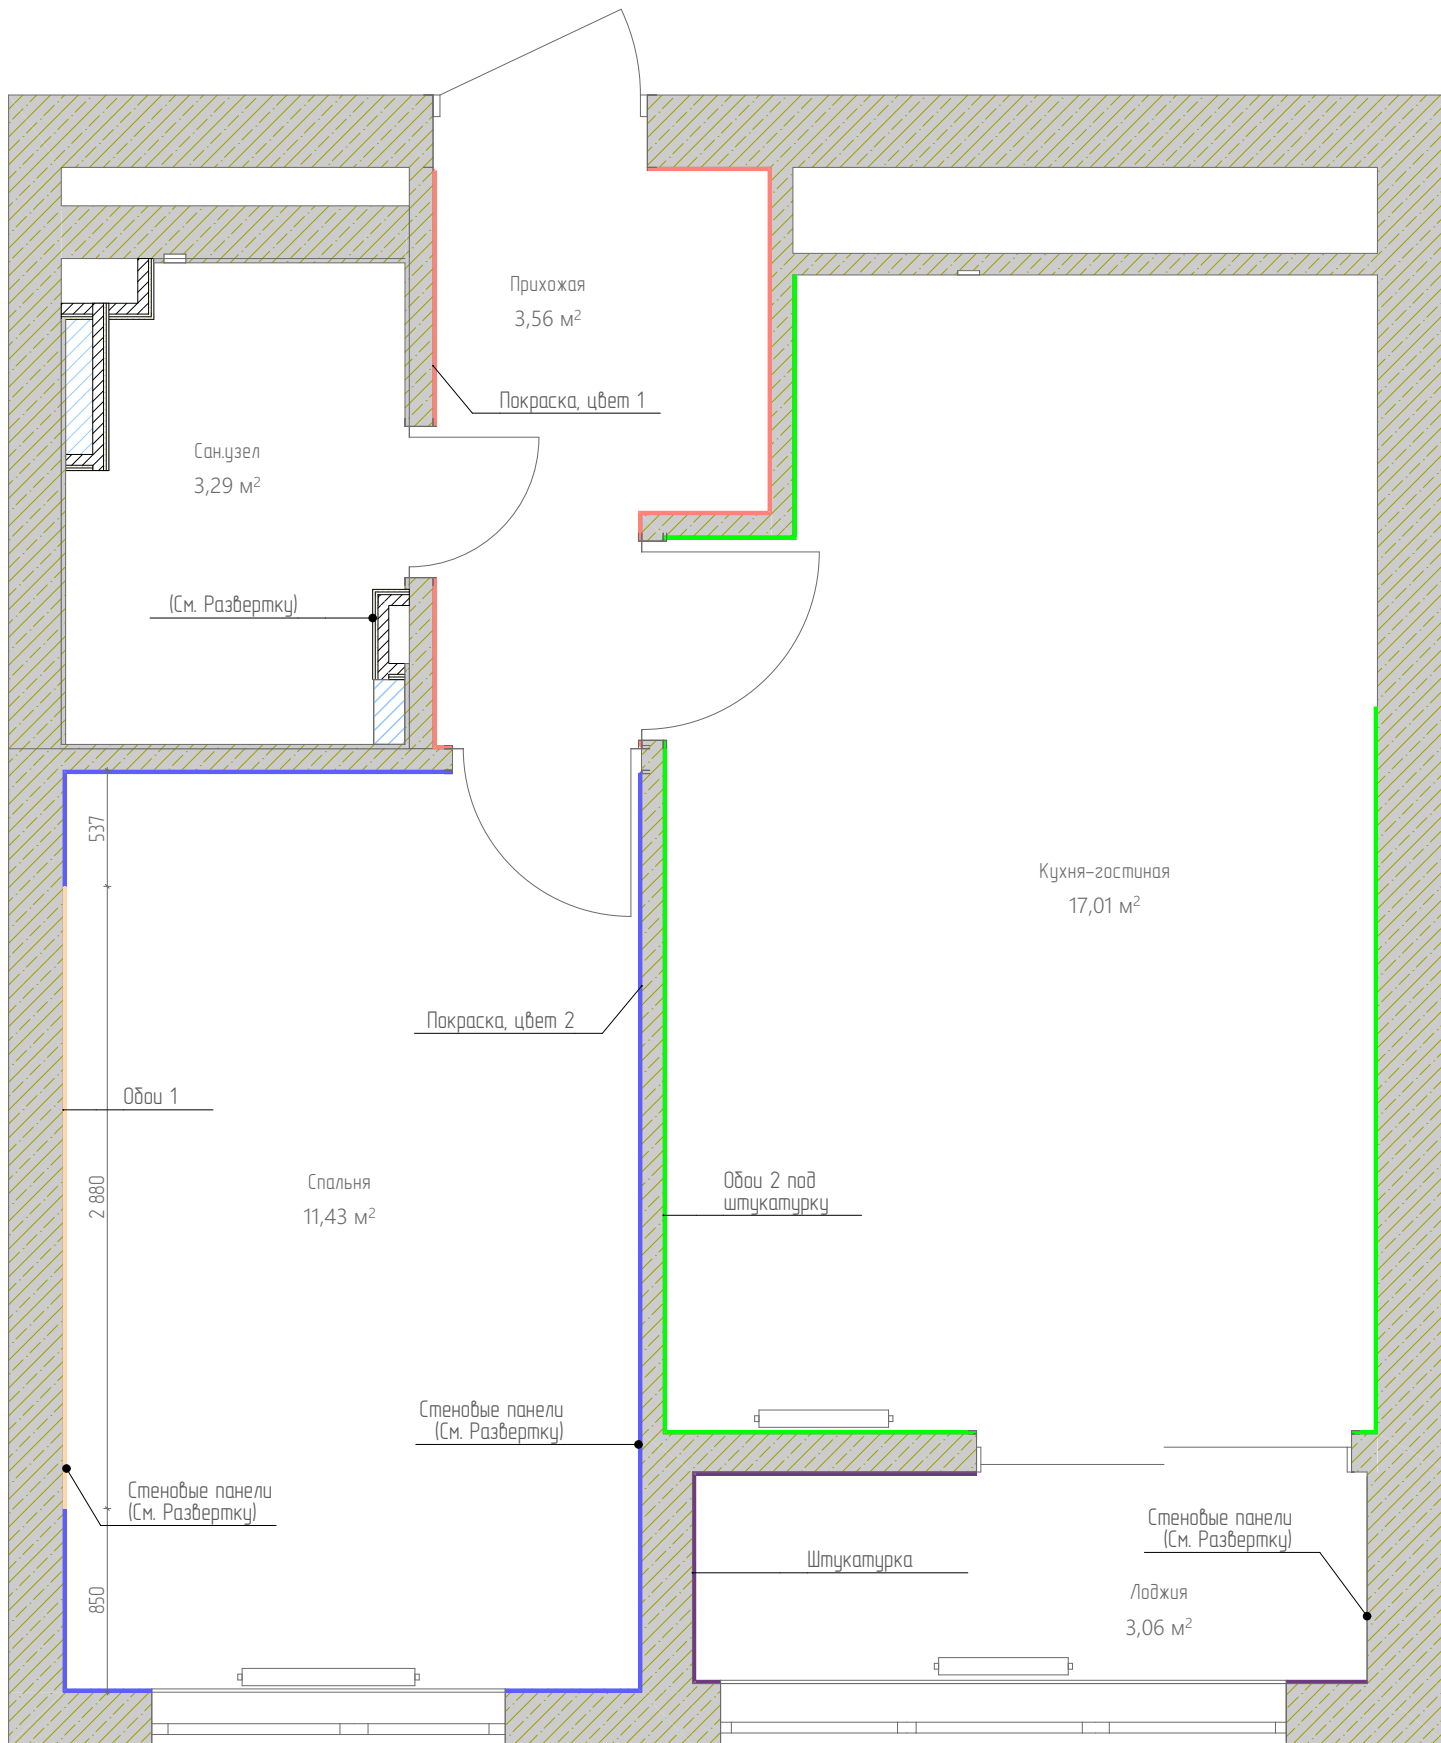 Прихожая
3,56 м²
Покраска, цвет 1
Сан.узел
3,29 м²
(См. Развертку)
537
Кухня-гостиная
17,01 м²
Покраска, цвет 2
Обои 1
Спальня
11,43 м²
2 880
Обои 2 под
штукатурку
Стеновые панели
(См. Развертку)
Стеновые панели
(См. Развертку)
Стеновые панели
(См. Развертку)
Штукатурка
850
Лоджия
3,06 м²